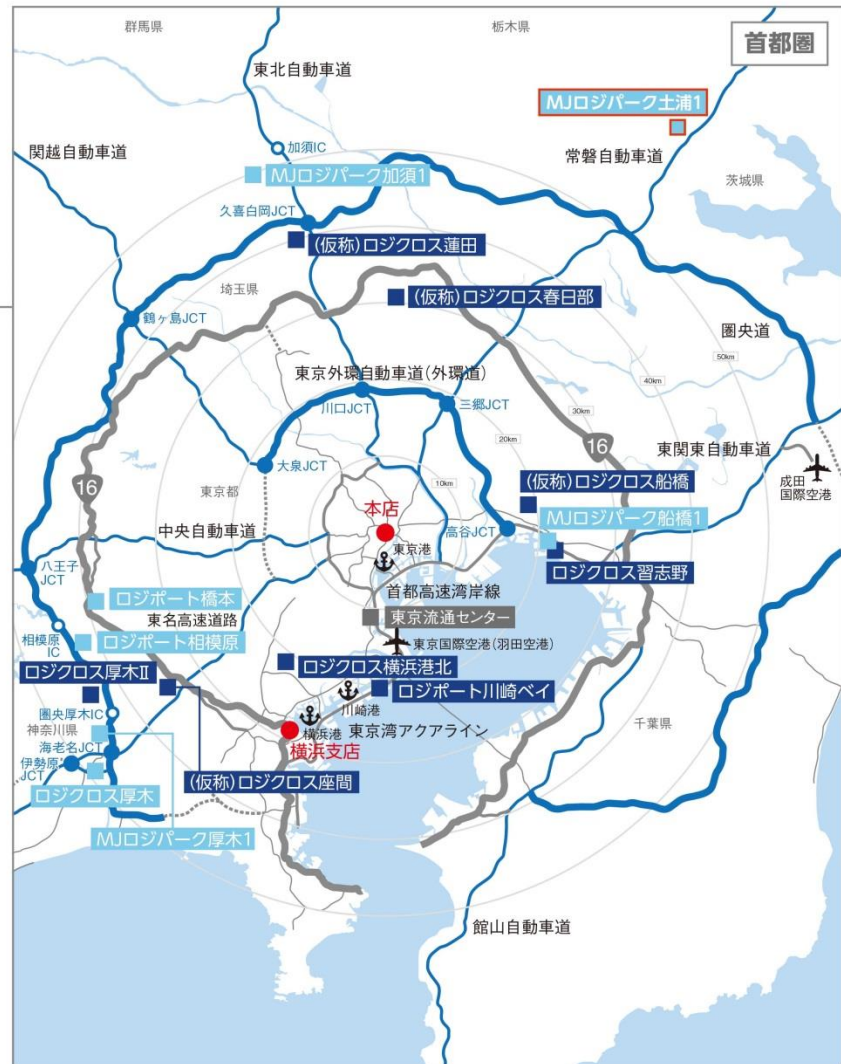 群馬県
栃木県
首都圏
東北自動車道
MJロジパーク土浦1
関越自動車道
加須IC
常磐自動車道
MJロジパーク加須1
茨城県
久喜白岡JCT
(仮称)ロジクロス蓮田
埼玉県
(仮称)ロジクロス春日部
鶴ヶ島JCT
圏央道
50km
東京外環自動車道(外環道)
40km
川口JCT
三郷JCT
30km
20km
16
東関東自動車道
大泉JCT
成田
国際空港
16
東京都
10km
(仮称)ロジクロス船橋
本店
MJロジパーク船橋1
中央自動車道
高谷JCT
東京港
ロジクロス習志野
八王子
JCT
首都高速湾岸線
ロジポート橋本
東名高速道路
東京流通センター
相模原
IC
ロジポート相模原
東京国際空港(羽田空港)
ロジクロス厚木Ⅱ
ロジクロス横浜港北
ロジポート川崎ベイ
圏央厚木IC
川崎港
神奈川県
横浜港
東京湾アクアライン
千葉県
海老名JCT
横浜支店
伊勢原
JCT
(仮称)ロジクロス座間
ロジクロス厚木
MJロジパーク厚木1
館山自動車道